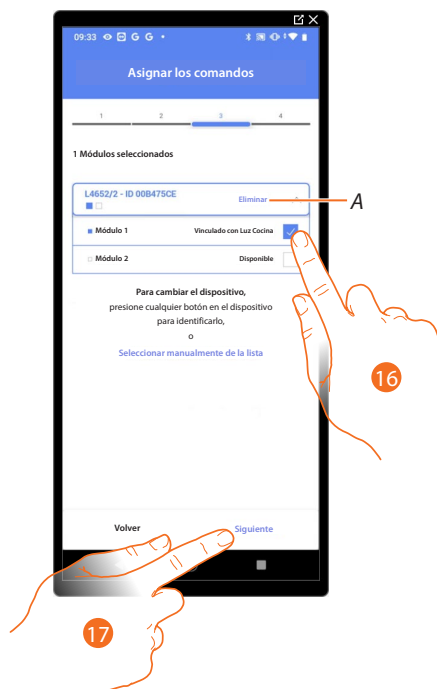 09:33 G G
Asignar los comandos
1 2 3 4
1 Módulos seleccionados
L4652/2 - ID 00B475CE
Eliminar
A
Módulo 1 Vinculado con Luz Cocina
Módulo 2 Disponible
Para cambiar el dispositivo,
presione cualquier botón en el dispositivo
para identificarlo,
o
Seleccionar manualmente de la lista
16
Volver Siguiente
17